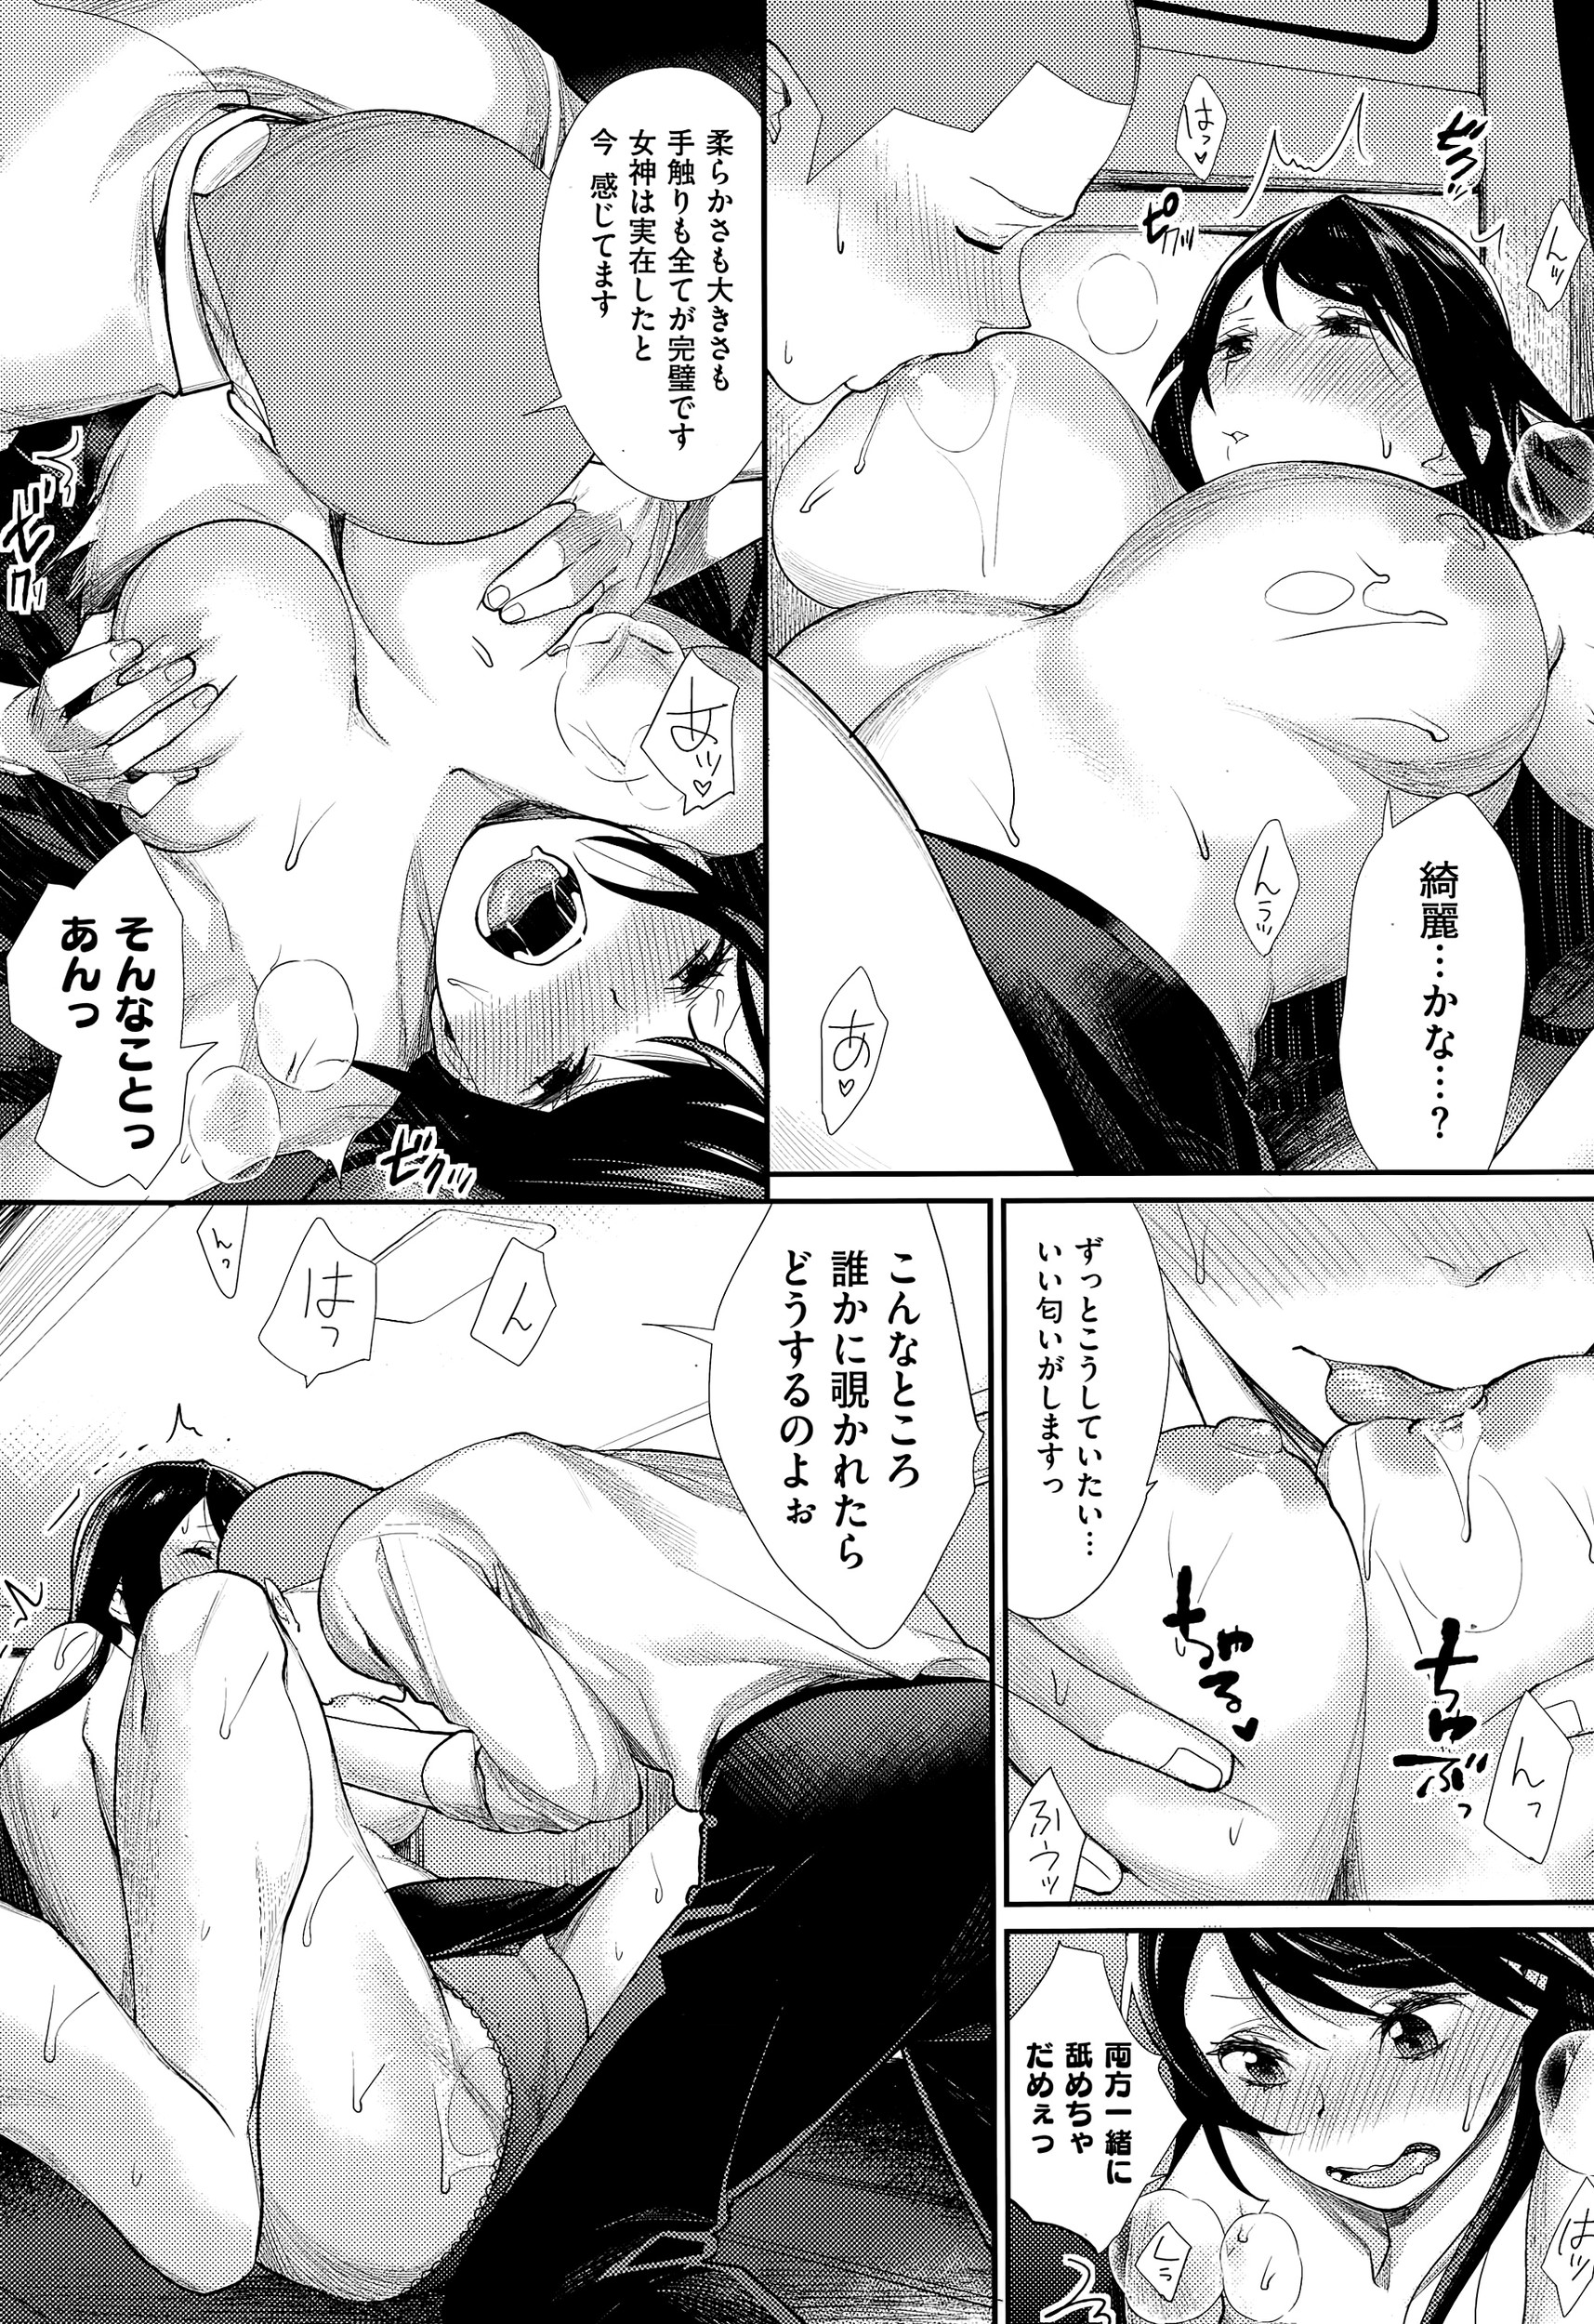 綺麗…かな…?
はっ♡
ピクッ
ビクッ
んッ
んぅ
あ♡
柔らかさも大きさも
手触りも全てが完璧です
女神は実在したと
今 感じてます
ビクッ
あッ♡
そんなことっ
あんっ
ビクッ
ずっとこうしていたい…
いい匂いがしますっ
ちゅぶっ
ちゅる♥
んっ
ふウッ
両方一緒に
舐めちゃ
だめぇっ
はッ
こんなところ
誰かに覗かれたら
どうするのよぉ
ん
はっ
んっ